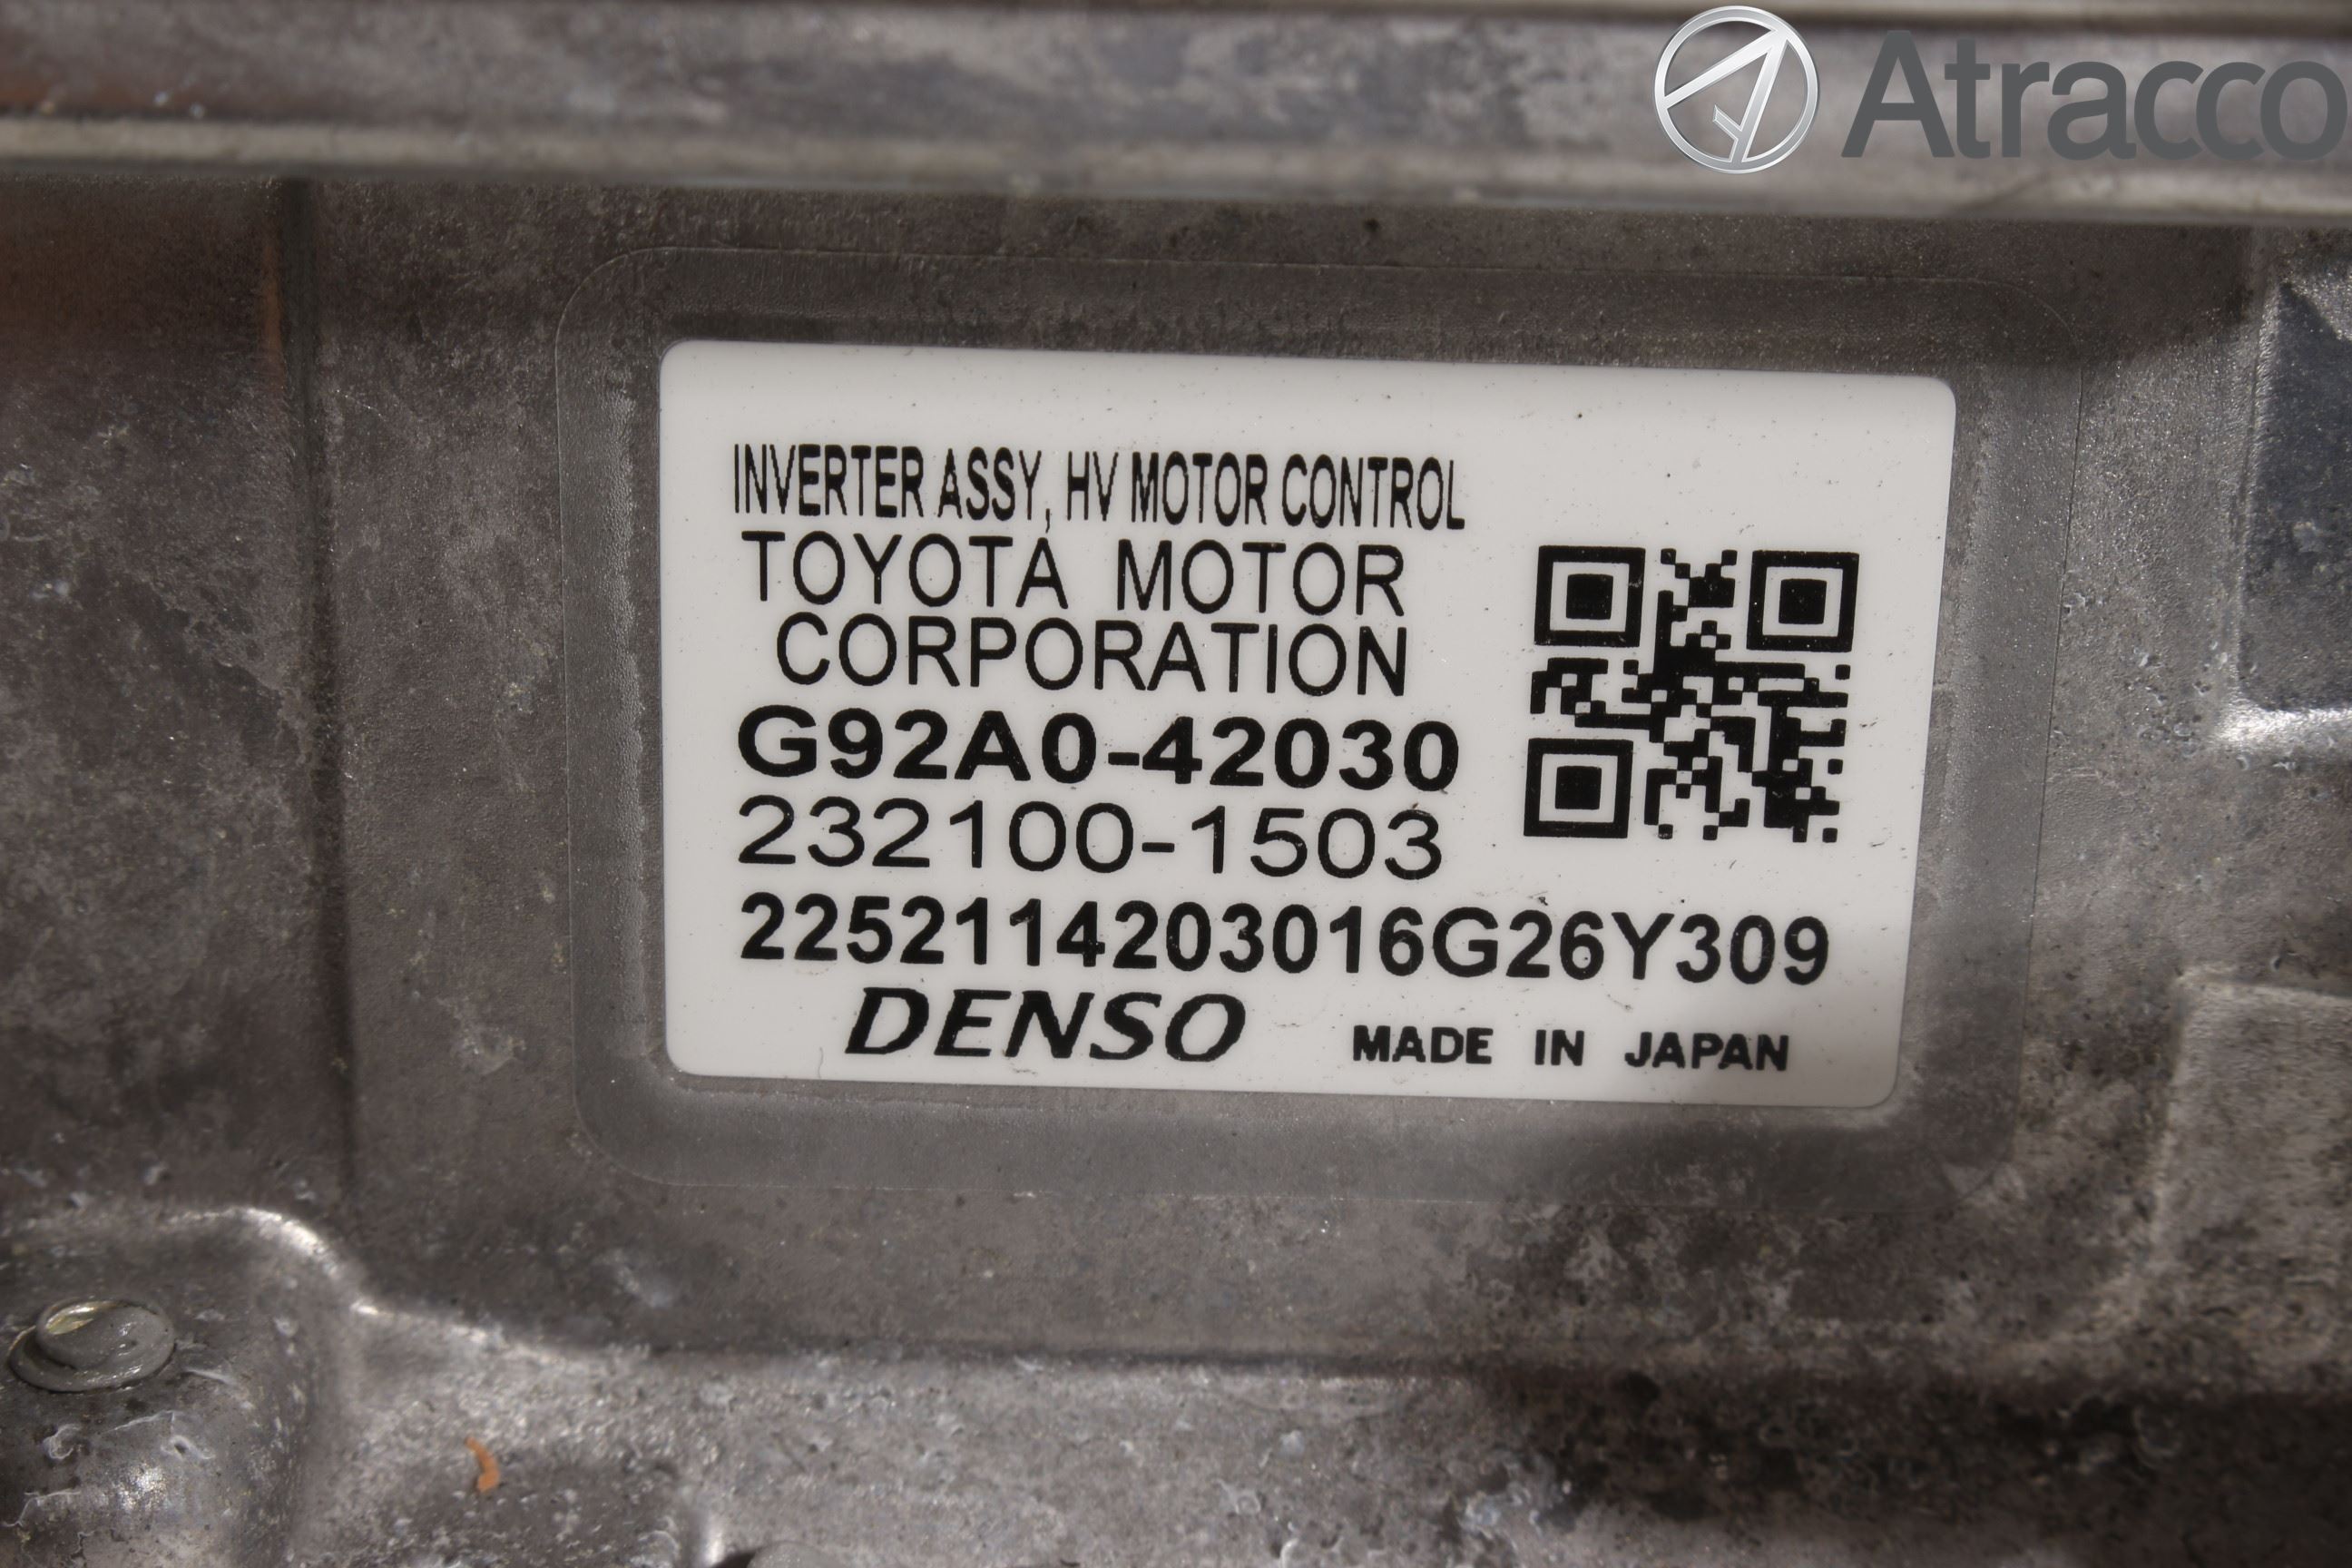 Atracco
INVERTER ASSY, HV MOTOR CONTROL
TOYOTA MOTOR
CORPORATION
G92A0-42030
232100-1503
2252114203016G26Y309
DENSO MADE IN JAPAN